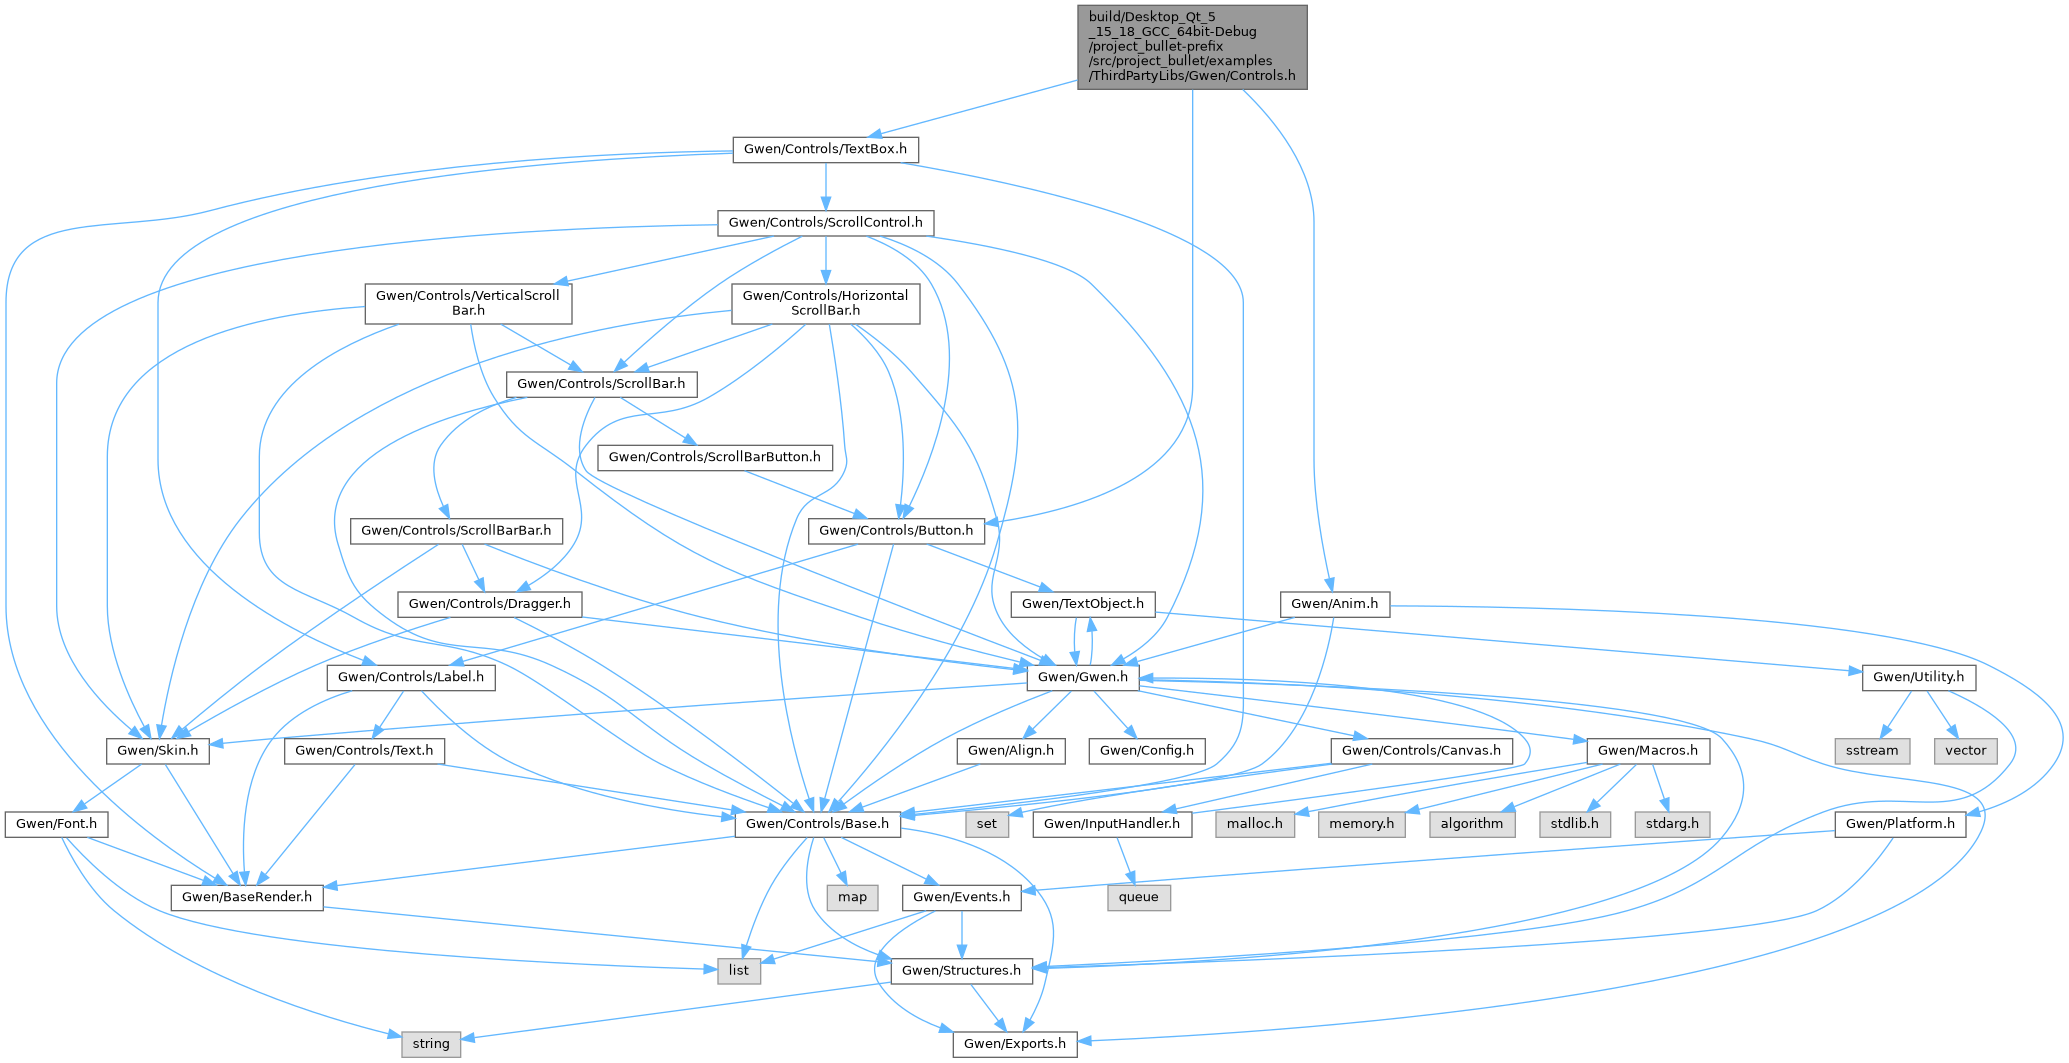 build/Desktop_Qt_5
_15_18_GCC_64bit-Debug
/project_bullet-prefix
/src/project_bullet/examples
/ThirdPartyLibs/Gwen/Controls.h
Gwen/Controls/TextBox.h
Gwen/Controls/ScrollControl.h
Gwen/Controls/VerticalScroll
Bar.h
Gwen/Controls/Horizontal
ScrollBar.h
Gwen/Controls/ScrollBar.h
Gwen/Controls/ScrollBarButton.h
Gwen/Controls/ScrollBarBar.h
Gwen/Controls/Button.h
Gwen/Controls/Dragger.h
Gwen/TextObject.h
Gwen/Anim.h
Gwen/Controls/Label.h
Gwen/Gwen.h
Gwen/Utility.h
Gwen/Skin.h
Gwen/Controls/Text.h
Gwen/Align.h
Gwen/Config.h
Gwen/Controls/Canvas.h
Gwen/Macros.h
sstream
vector
Gwen/Font.h
Gwen/Controls/Base.h
set
Gwen/InputHandler.h
malloc.h
memory.h
algorithm
stdlib.h
stdarg.h
Gwen/Platform.h
Gwen/BaseRender.h
map
Gwen/Events.h
queue
list
Gwen/Structures.h
string
Gwen/Exports.h